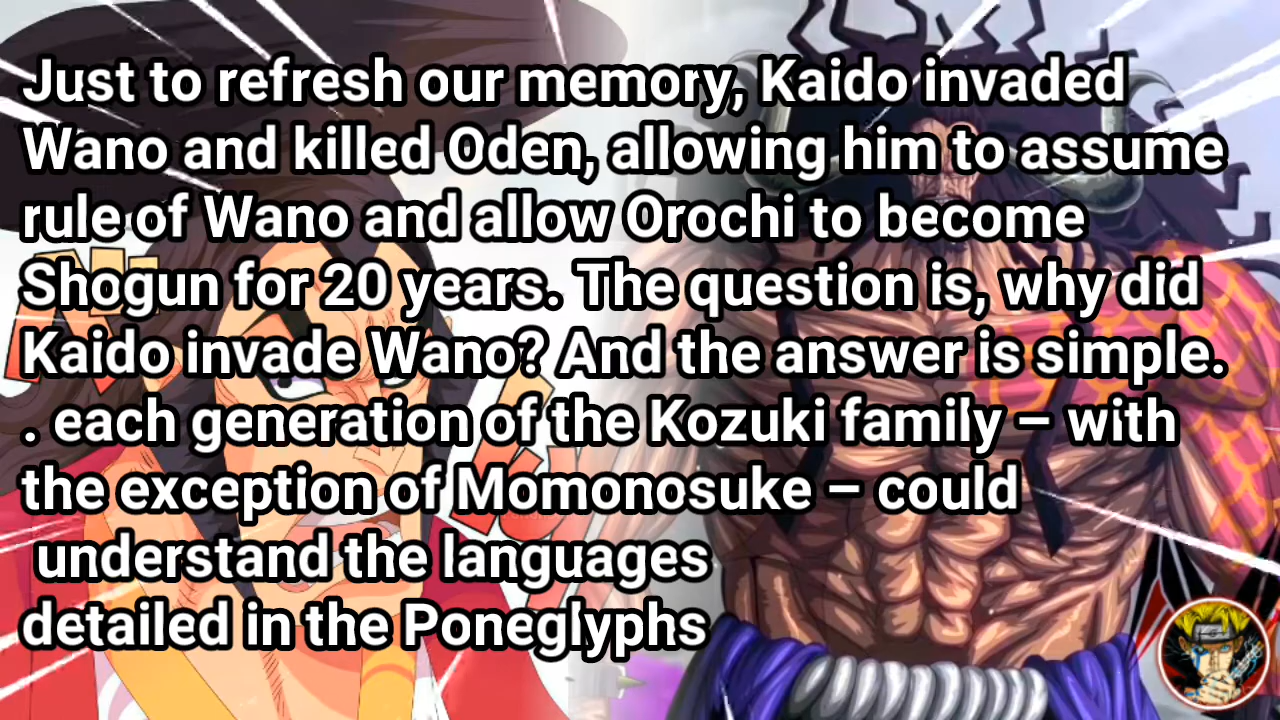 Just to refresh our memory, Kaido invaded
Wano and killed Oden, allowing him to assume
rule of Wano and allow Orochi to become
Shogun for 20 years. The question is, why did
Kaido invade Wano? And the answer is simple.
. each generation of the Kozuki family – with
the exception of Momonosuke – could
understand the languages
detailed in the Poneglyphs